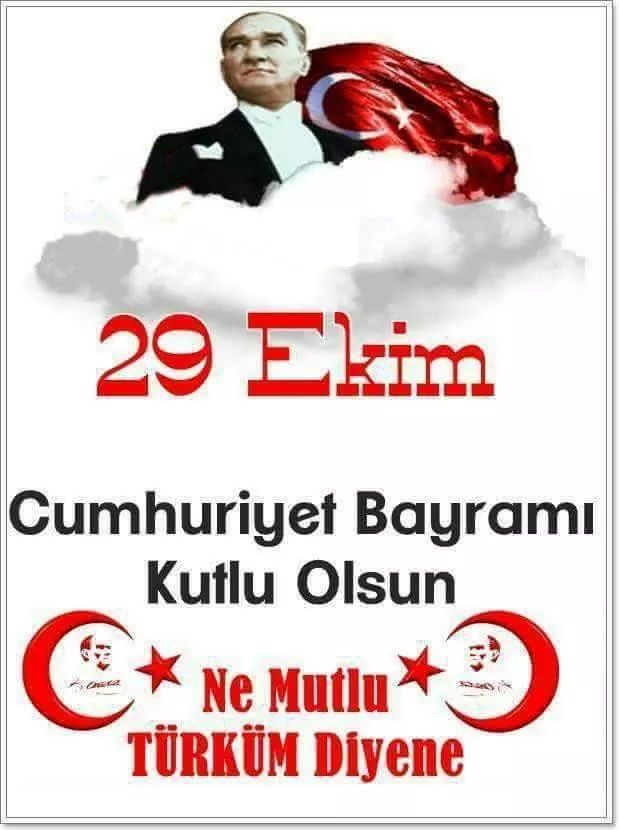 29 Ekim
Cumhuriyet Bayramı
Kutlu Olsun
Ne Mutlu
TÜRKÜM Diyene